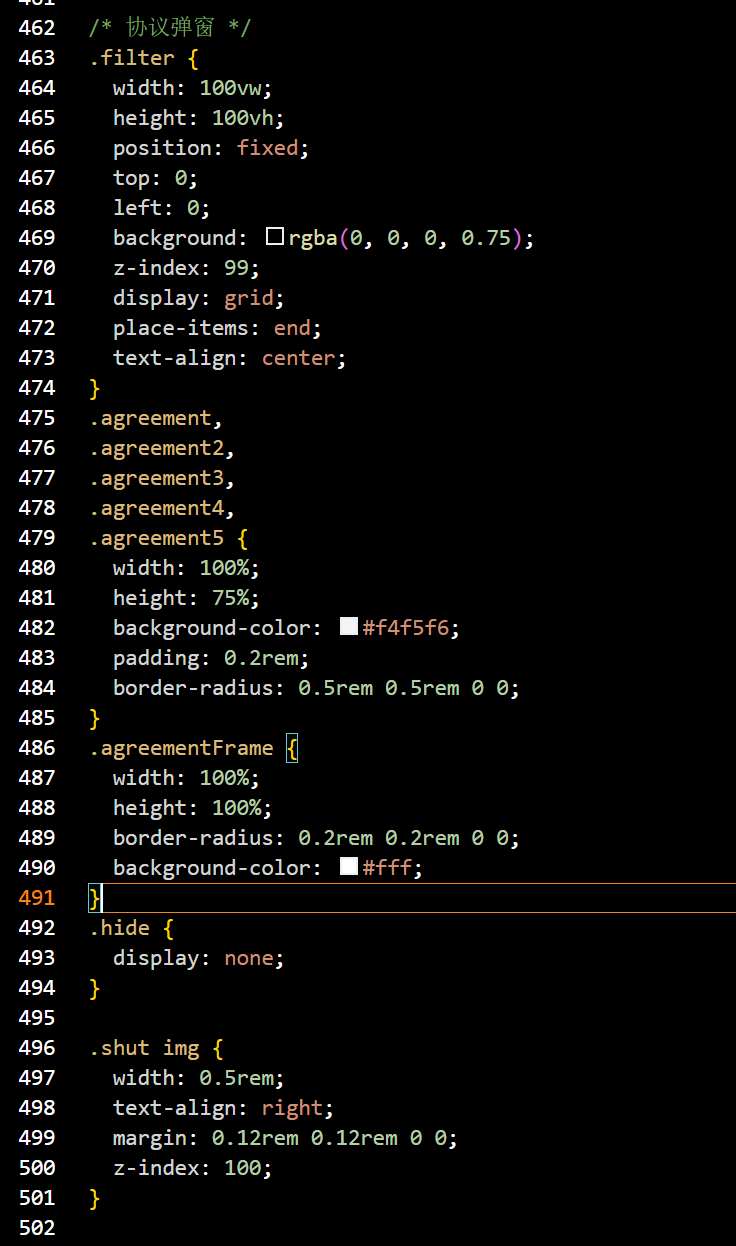 461
462 /* 协议弹窗 */
463 .filter {
464 width: 100vw;
465 height: 100vh;
466 position: fixed;
467 top: 0;
468 left: 0;
469 background: rgba(0, 0, 0, 0.75);
470 z-index: 99;
471 display: grid;
472 place-items: end;
473 text-align: center;
474 }
475 .agreement,
476 .agreement2,
477 .agreement3,
478 .agreement4,
479 .agreement5 {
480 width: 100%;
481 height: 75%;
482 background-color: #f4f5f6;
483 padding: 0.2rem;
484 border-radius: 0.5rem 0.5rem 0 0;
485 }
486 .agreementFrame {
487 width: 100%;
488 height: 100%;
489 border-radius: 0.2rem 0.2rem 0 0;
490 background-color: #fff;
491 }
492 .hide {
493 display: none;
494 }
495
496 .shut img {
497 width: 0.5rem;
498 text-align: right;
499 margin: 0.12rem 0.12rem 0 0;
500 z-index: 100;
501 }
502